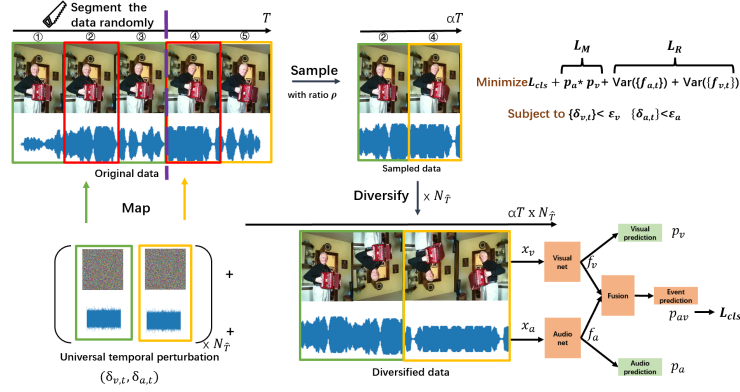 Segment the
data randomly
T
① ② ③ ④ ⑤
Original data
Map
Sample
with ratio ρ
αT
② ④
Sampled data
Diversify × N_T̂
L_M L_R
Minimize L_cls + p_a* p_v + Var({f_a,t}) + Var({f_v,t})
Subject to {δ_v,t}< ε_v {δ_a,t}<ε_a
+
+
× N_T̂
Universal temporal perturbation
(δ_v,t, δ_a,t)
αT x N_T̂
Diversified data
x_v
x_a
Visual
net
Audio
net
f_v
f_a
Fusion
Visual
prediction
p_v
Event
prediction
p_av
L_cls
Audio
prediction
p_a